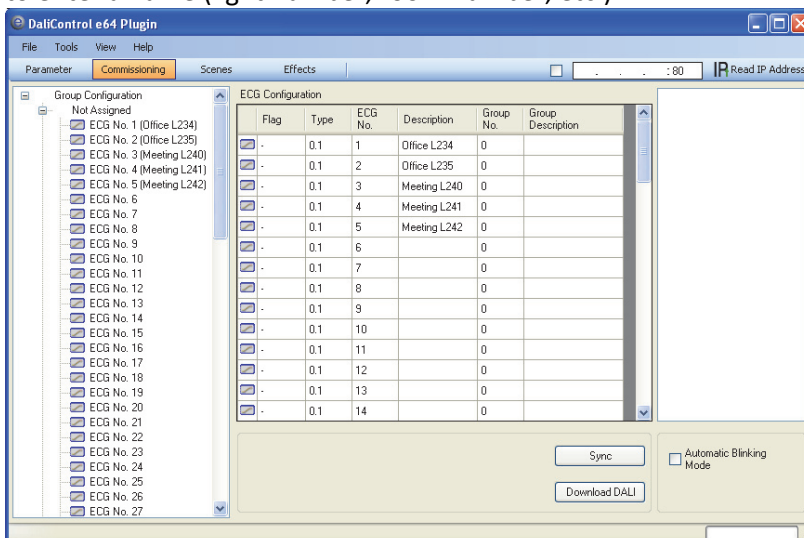 DaliControl e64 Plugin
File Tools View Help
Parameter Commissioning Scenes Effects . . . :80 IR Read IP Address
Group Configuration
Not Assigned
ECG No. 1 (Office L234)
ECG No. 2 (Office L235)
ECG No. 3 (Meeting L240)
ECG No. 4 (Meeting L241)
ECG No. 5 (Meeting L242)
ECG No. 6
ECG No. 7
ECG No. 8
ECG No. 9
ECG No. 10
ECG No. 11
ECG No. 12
ECG No. 13
ECG No. 14
ECG No. 15
ECG No. 16
ECG No. 17
ECG No. 18
ECG No. 19
ECG No. 20
ECG No. 21
ECG No. 22
ECG No. 23
ECG No. 24
ECG No. 25
ECG No. 26
ECG No. 27
ECG Configuration
Flag Type ECG No. Description Group No. Group Description
- 0.1 1 Office L234 0
- 0.1 2 Office L235 0
- 0.1 3 Meeting L240 0
- 0.1 4 Meeting L241 0
- 0.1 5 Meeting L242 0
- 0.1 6 0
- 0.1 7 0
- 0.1 8 0
- 0.1 9 0
- 0.1 10 0
- 0.1 11 0
- 0.1 12 0
- 0.1 13 0
- 0.1 14 0
Sync
Download DALI
Automatic Blinking
Mode